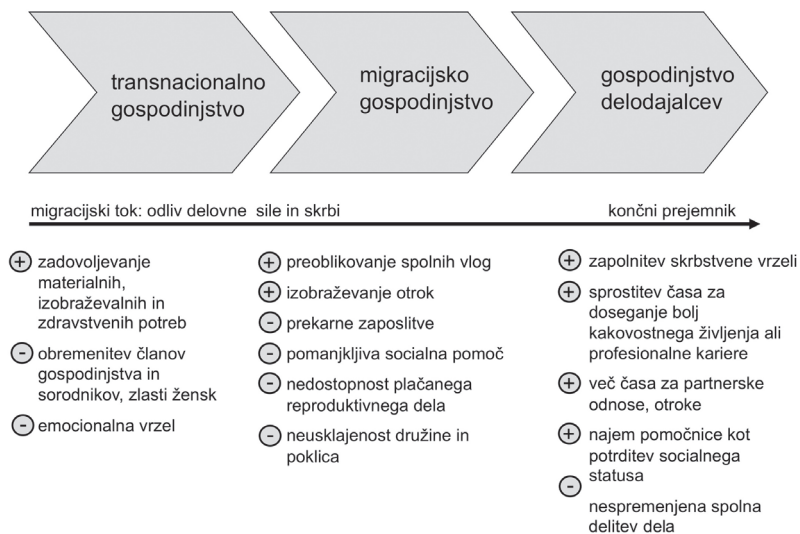 transnacionalno
gospodinjstvo
migracijsko
gospodinjstvo
gospodinjstvo
delodajalcev
migracijski tok: odliv delovne sile in skrbi
končni prejemnik
+ zadovoljevanje
materialnih,
izobraževalnih in
zdravstvenih potreb
- obremenitev članov
gospodinjstva in
sorodnikov, zlasti žensk
- emocionalna vrzel
+ preoblikovanje spolnih vlog
+ izobraževanje otrok
- prekarne zaposlitve
- pomanjkljiva socialna pomoč
- nedostopnost plačanega
reproduktivnega dela
- neusklajenost družine in
poklica
+ zapolnitev skrbstvene vrzeli
+ sprostitev časa za
doseganje bolj
kakovostnega življenja ali
profesionalne kariere
+ več časa za partnerske
odnose, otroke
+ najem pomočnice kot
potrditev socialnega
statusa
- nespremenjena spolna
delitev dela